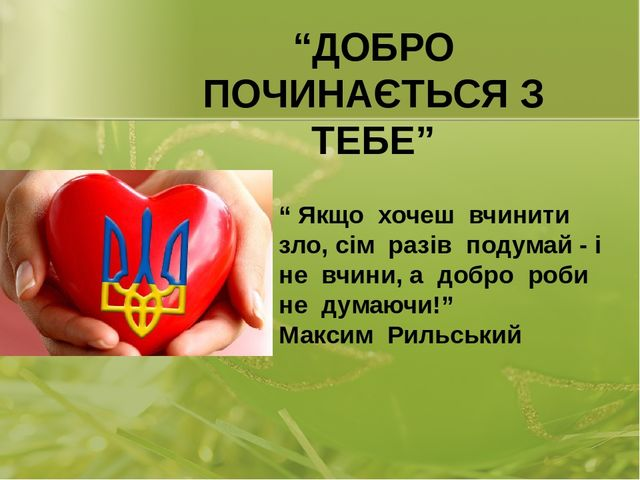 “ДОБРО
ПОЧИНАЄТЬСЯ З
ТЕБЕ”
“ Якщо хочеш вчинити
зло, сім разів подумай - і
не вчини, а добро роби
не думаючи!”
Максим Рильський